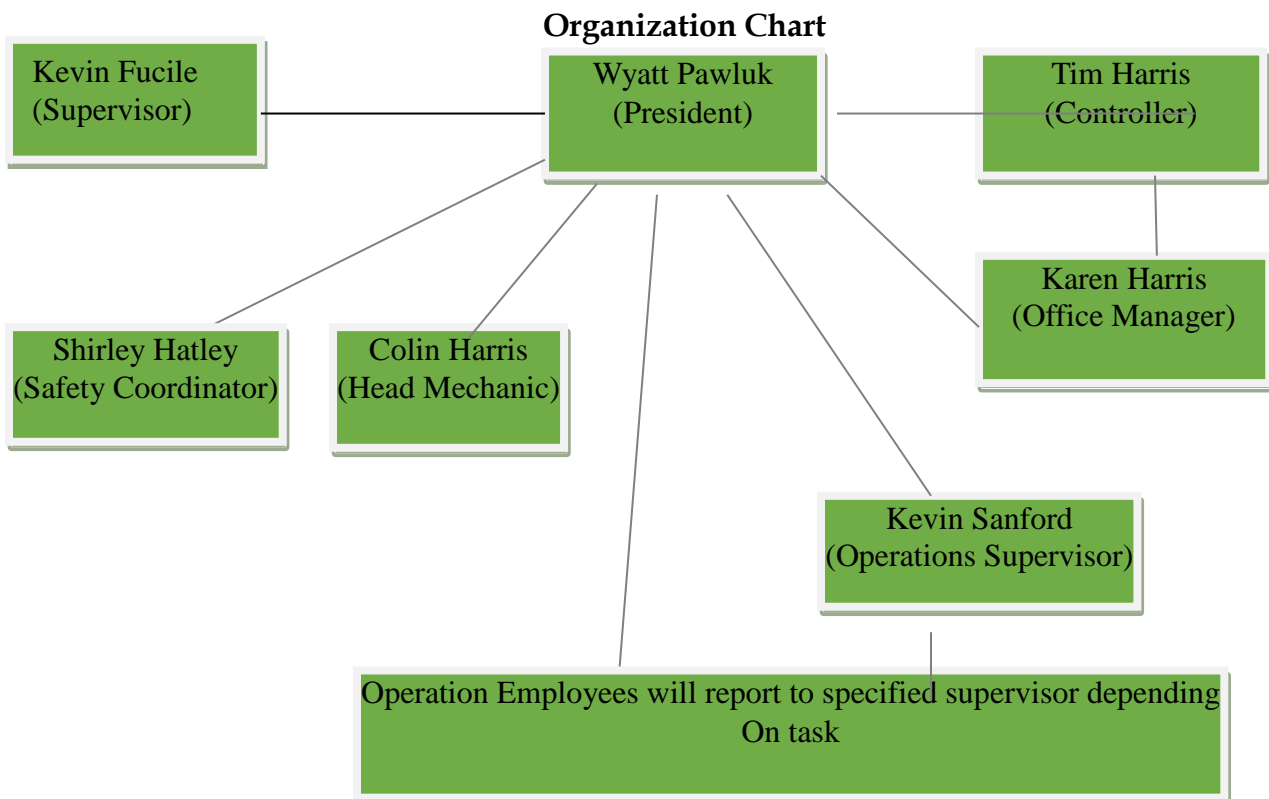 Organization Chart
Kevin Fucile
(Supervisor)
Wyatt Pawluk
(President)
Tim Harris
(Controller)
Karen Harris
(Office Manager)
Shirley Hatley
(Safety Coordinator)
Colin Harris
(Head Mechanic)
Kevin Sanford
(Operations Supervisor)
Operation Employees will report to specified supervisor depending
On task